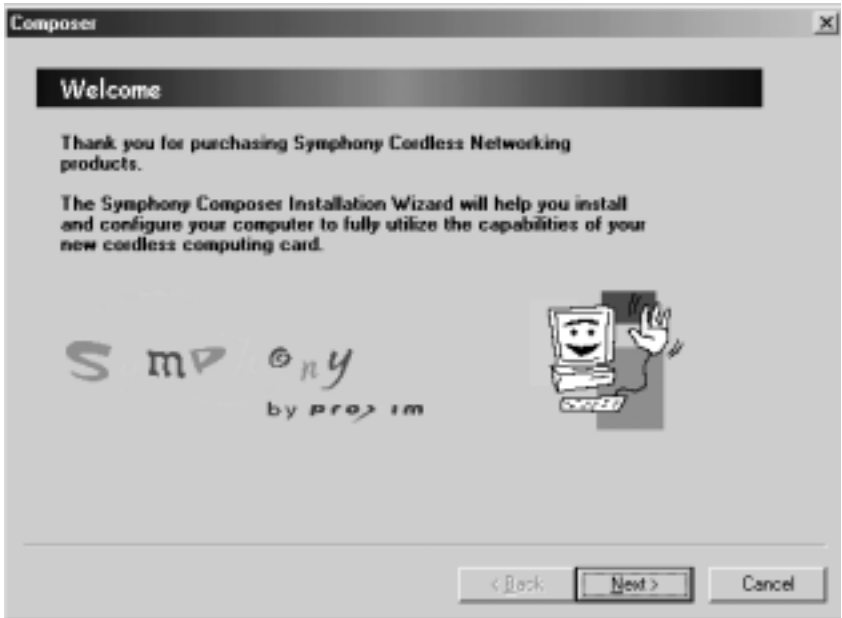 Composer
Welcome
Thank you for purchasing Symphony Cordless Networking
products.
The Symphony Composer Installation Wizard will help you install
and configure your computer to fully utilize the capabilities of your
new cordless computing card.
Symphony
by proxim
< Back
Next >
Cancel